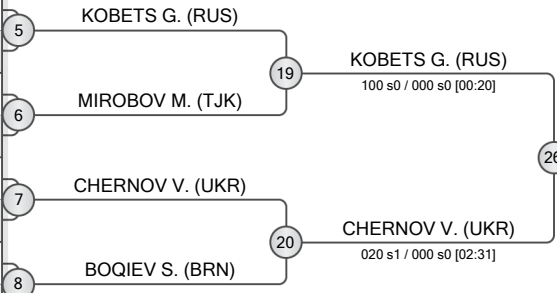 KOBETS G. (RUS)
5
19
KOBETS G. (RUS)
100 s0 / 000 s0 [00:20]
MIROBOV M. (TJK)
6
26
CHERNOV V. (UKR)
7
20
CHERNOV V. (UKR)
020 s1 / 000 s0 [02:31]
BOQIEV S. (BRN)
8